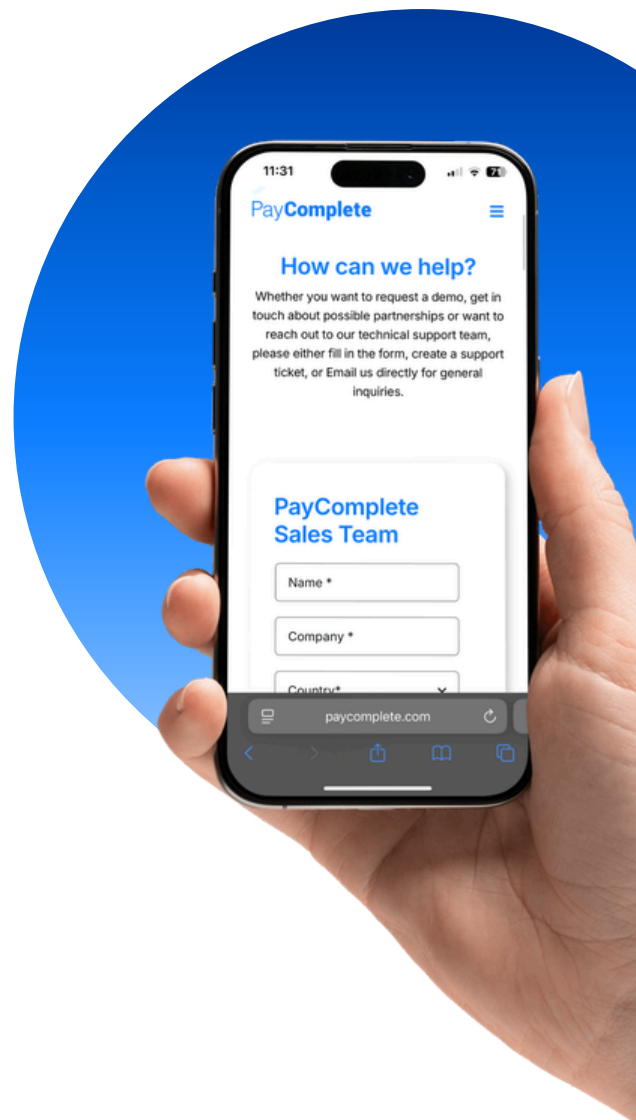 11:31
71
PayComplete
How can we help?
Whether you want to request a demo, get in
touch about possible partnerships or want to
reach out to our technical support team,
please either fill in the form, create a support
ticket, or Email us directly for general
inquiries.
PayComplete
Sales Team
Name *
Company *
Country*
paycomplete.com